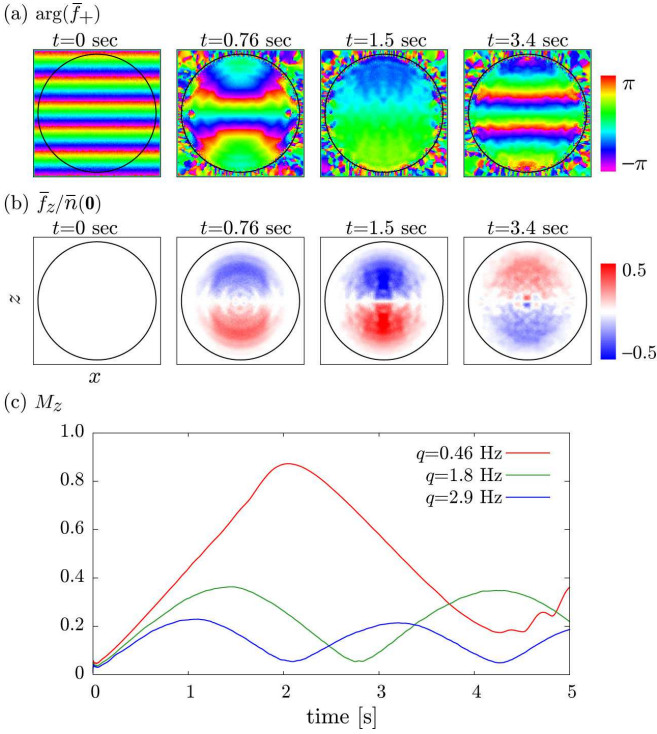 (a) arg(f̄₊)
t=0 sec t=0.76 sec t=1.5 sec t=3.4 sec
π
−π
(b) f̄_z/n̄(0)
t=0 sec t=0.76 sec t=1.5 sec t=3.4 sec
0.5
−0.5
z
x
(c) M_z
1.0
0.8
0.6
0.4
0.2
0
q=0.46 Hz
q=1.8 Hz
q=2.9 Hz
0 1 2 3 4 5
time [s]